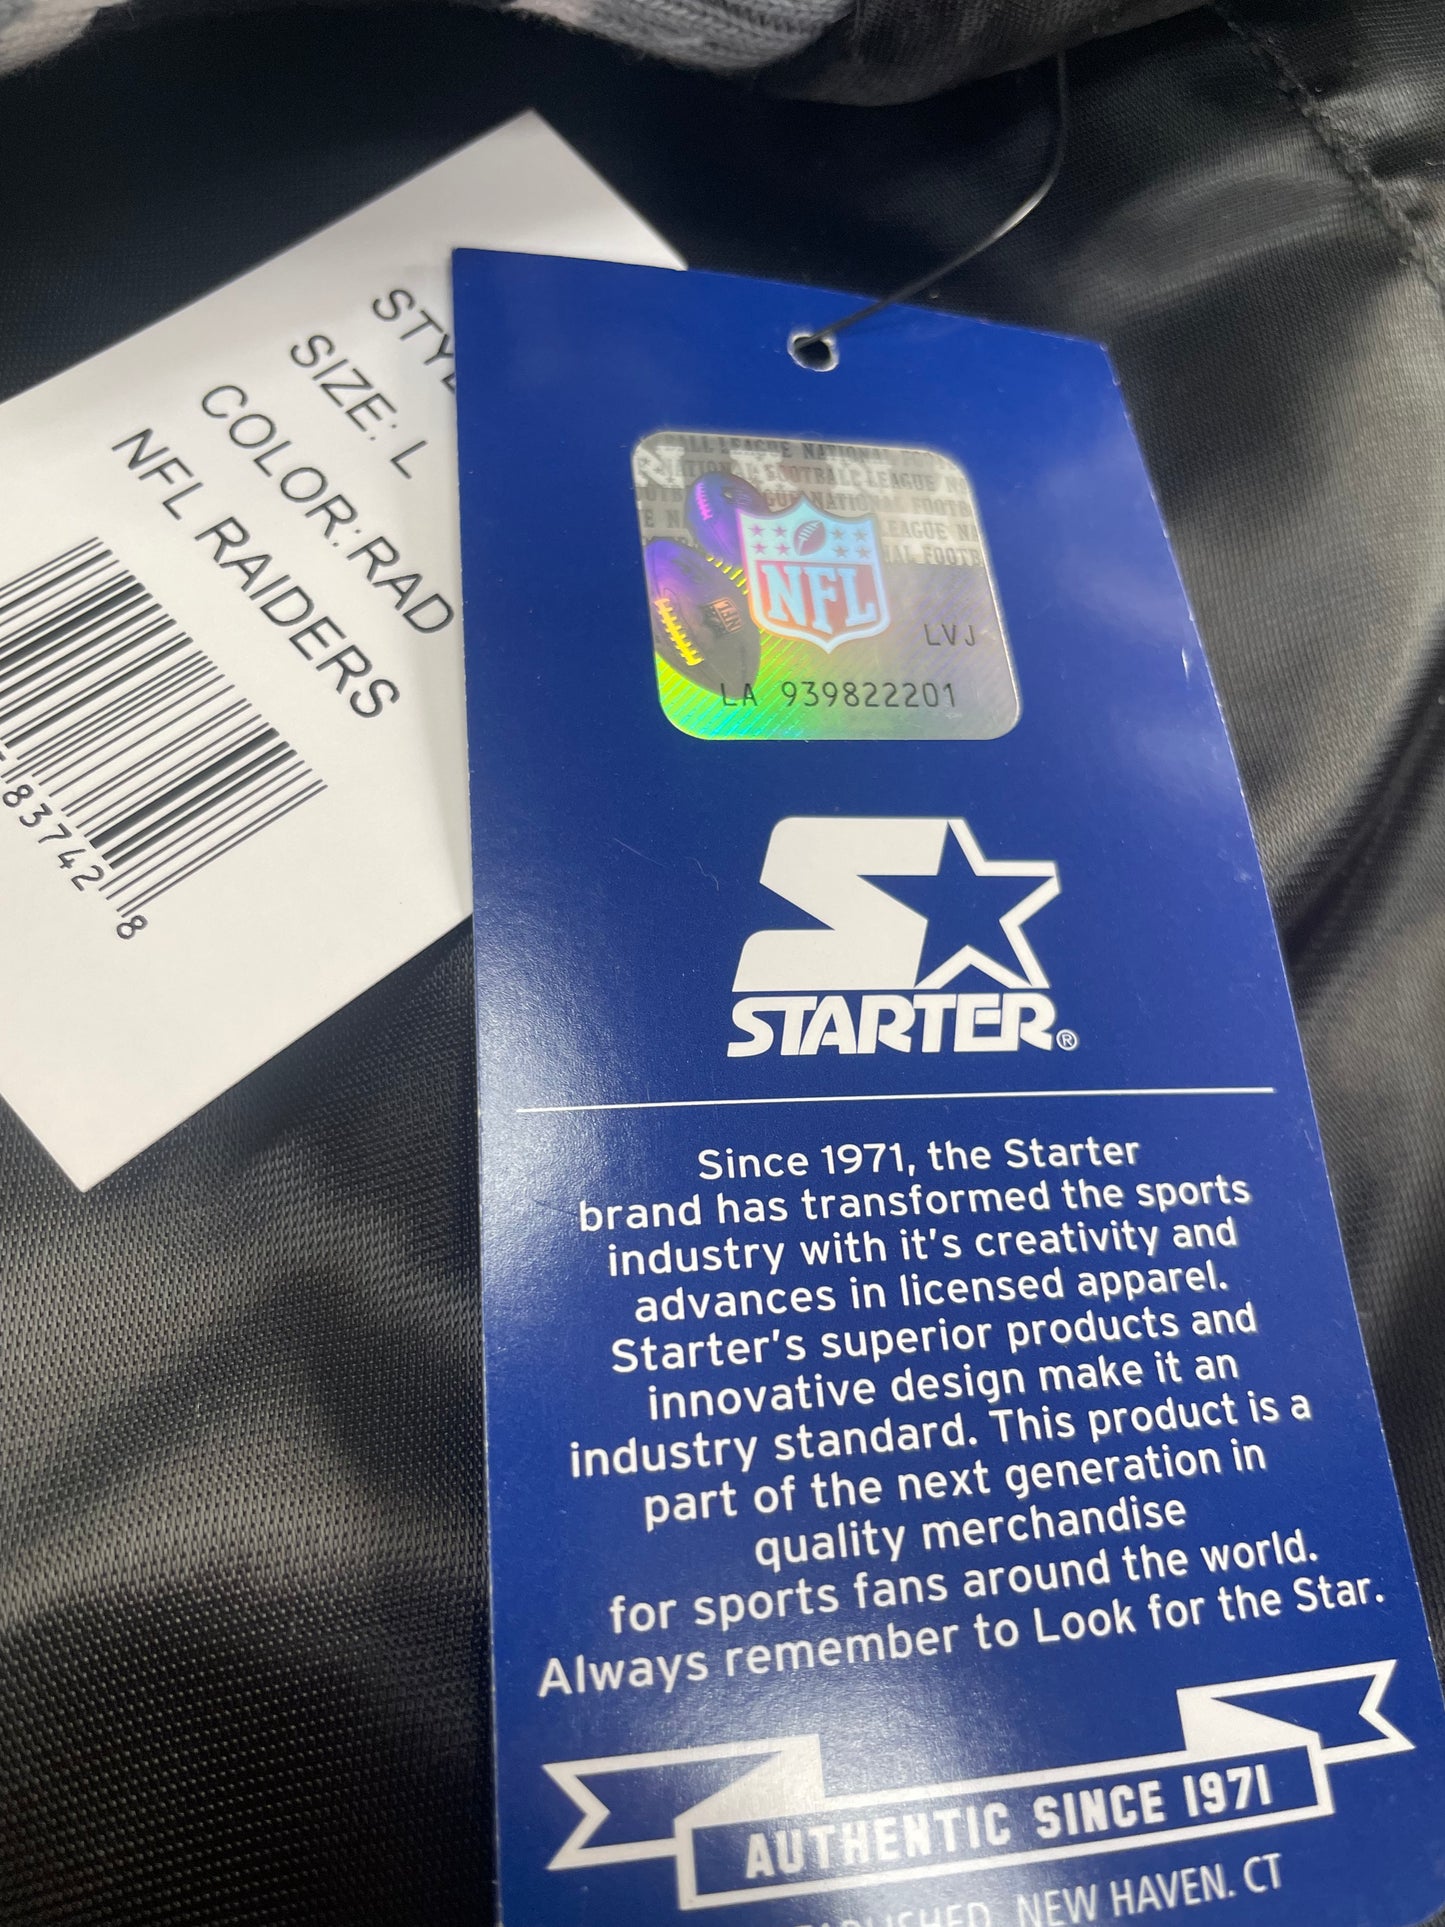 SIZE: L
COLOR: RAD
NFL RAIDERS
83742
8
NFL
LVJ
LA 939822201
STARTER®
Since 1971, the Starter
brand has transformed the sports
industry with it's creativity and
advances in licensed apparel.
Starter's superior products and
innovative design make it an
industry standard. This product is a
part of the next generation in
quality merchandise
for sports fans around the world.
Always remember to Look for the Star.
AUTHENTIC SINCE 1971
NEW HAVEN. CT